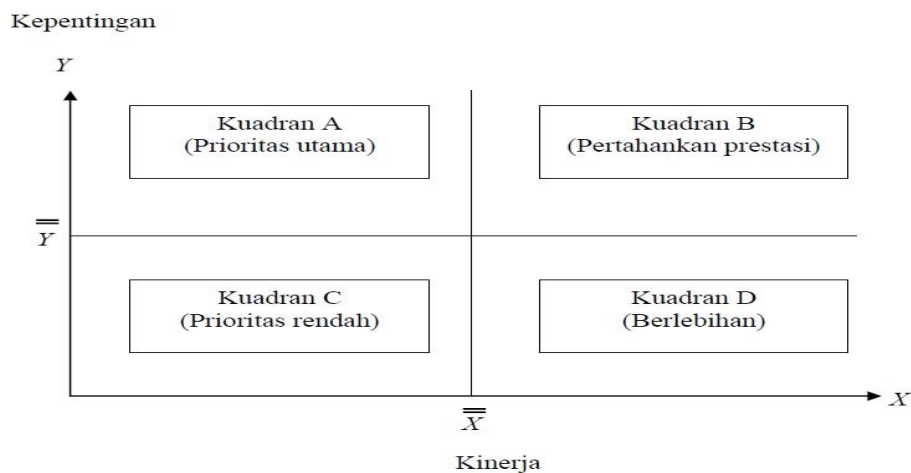 Kepentingan
Y
Kuadran A
(Prioritas utama)
Kuadran B
(Pertahankan prestasi)
Y̿
Kuadran C
(Prioritas rendah)
Kuadran D
(Berlebihan)
X
X̿
Kinerja